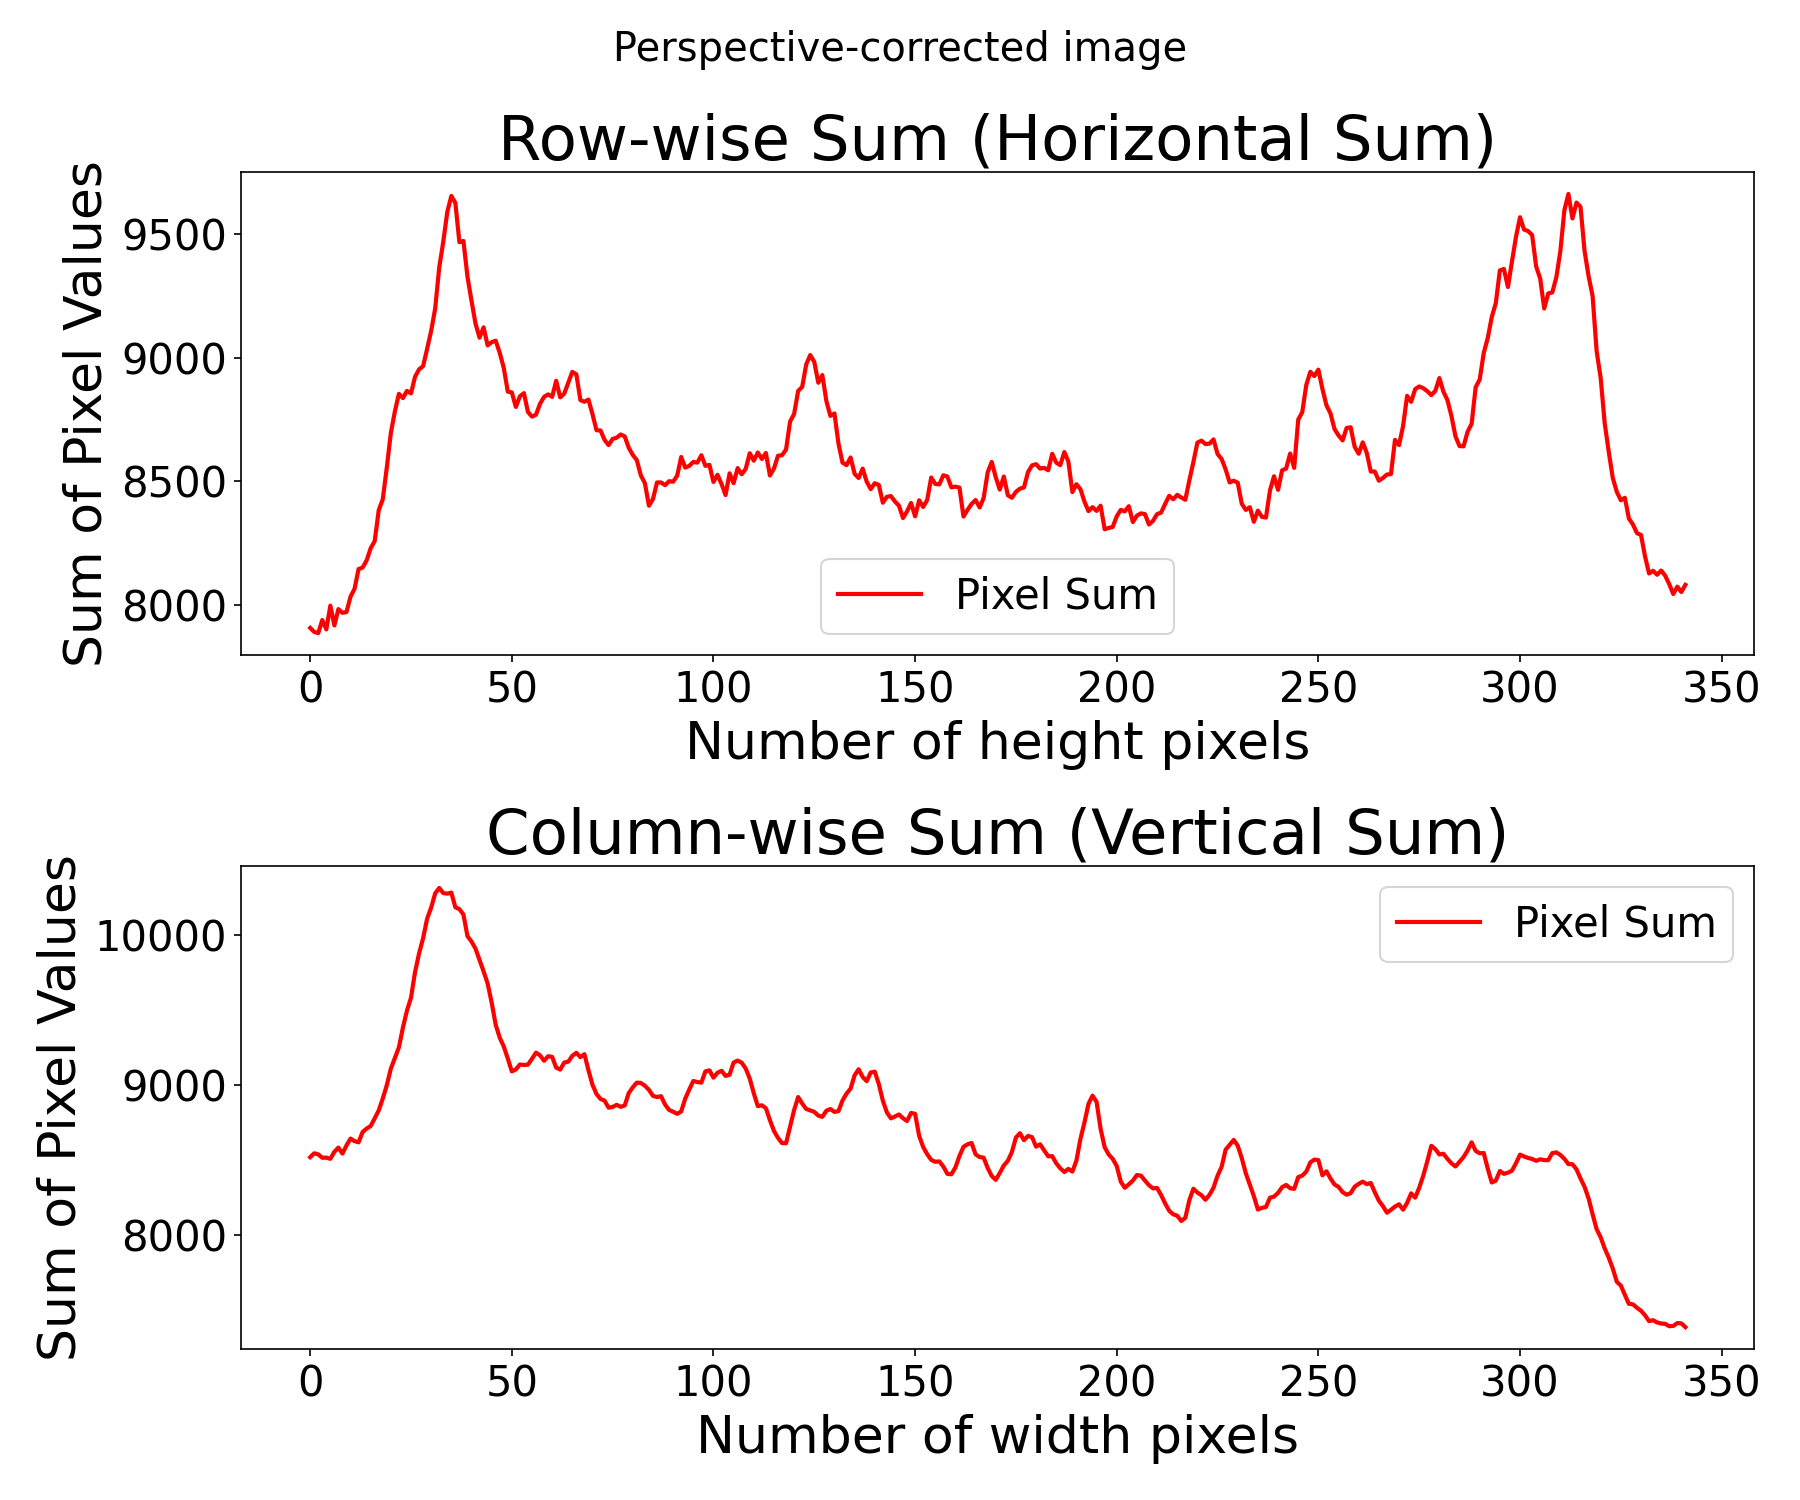 Perspective-corrected image
Row-wise Sum (Horizontal Sum)
Sum of Pixel Values
9500
9000
8500
8000
Pixel Sum
0 50 100 150 200 250 300 350
Number of height pixels
Column-wise Sum (Vertical Sum)
Sum of Pixel Values
10000
9000
8000
Pixel Sum
0 50 100 150 200 250 300 350
Number of width pixels